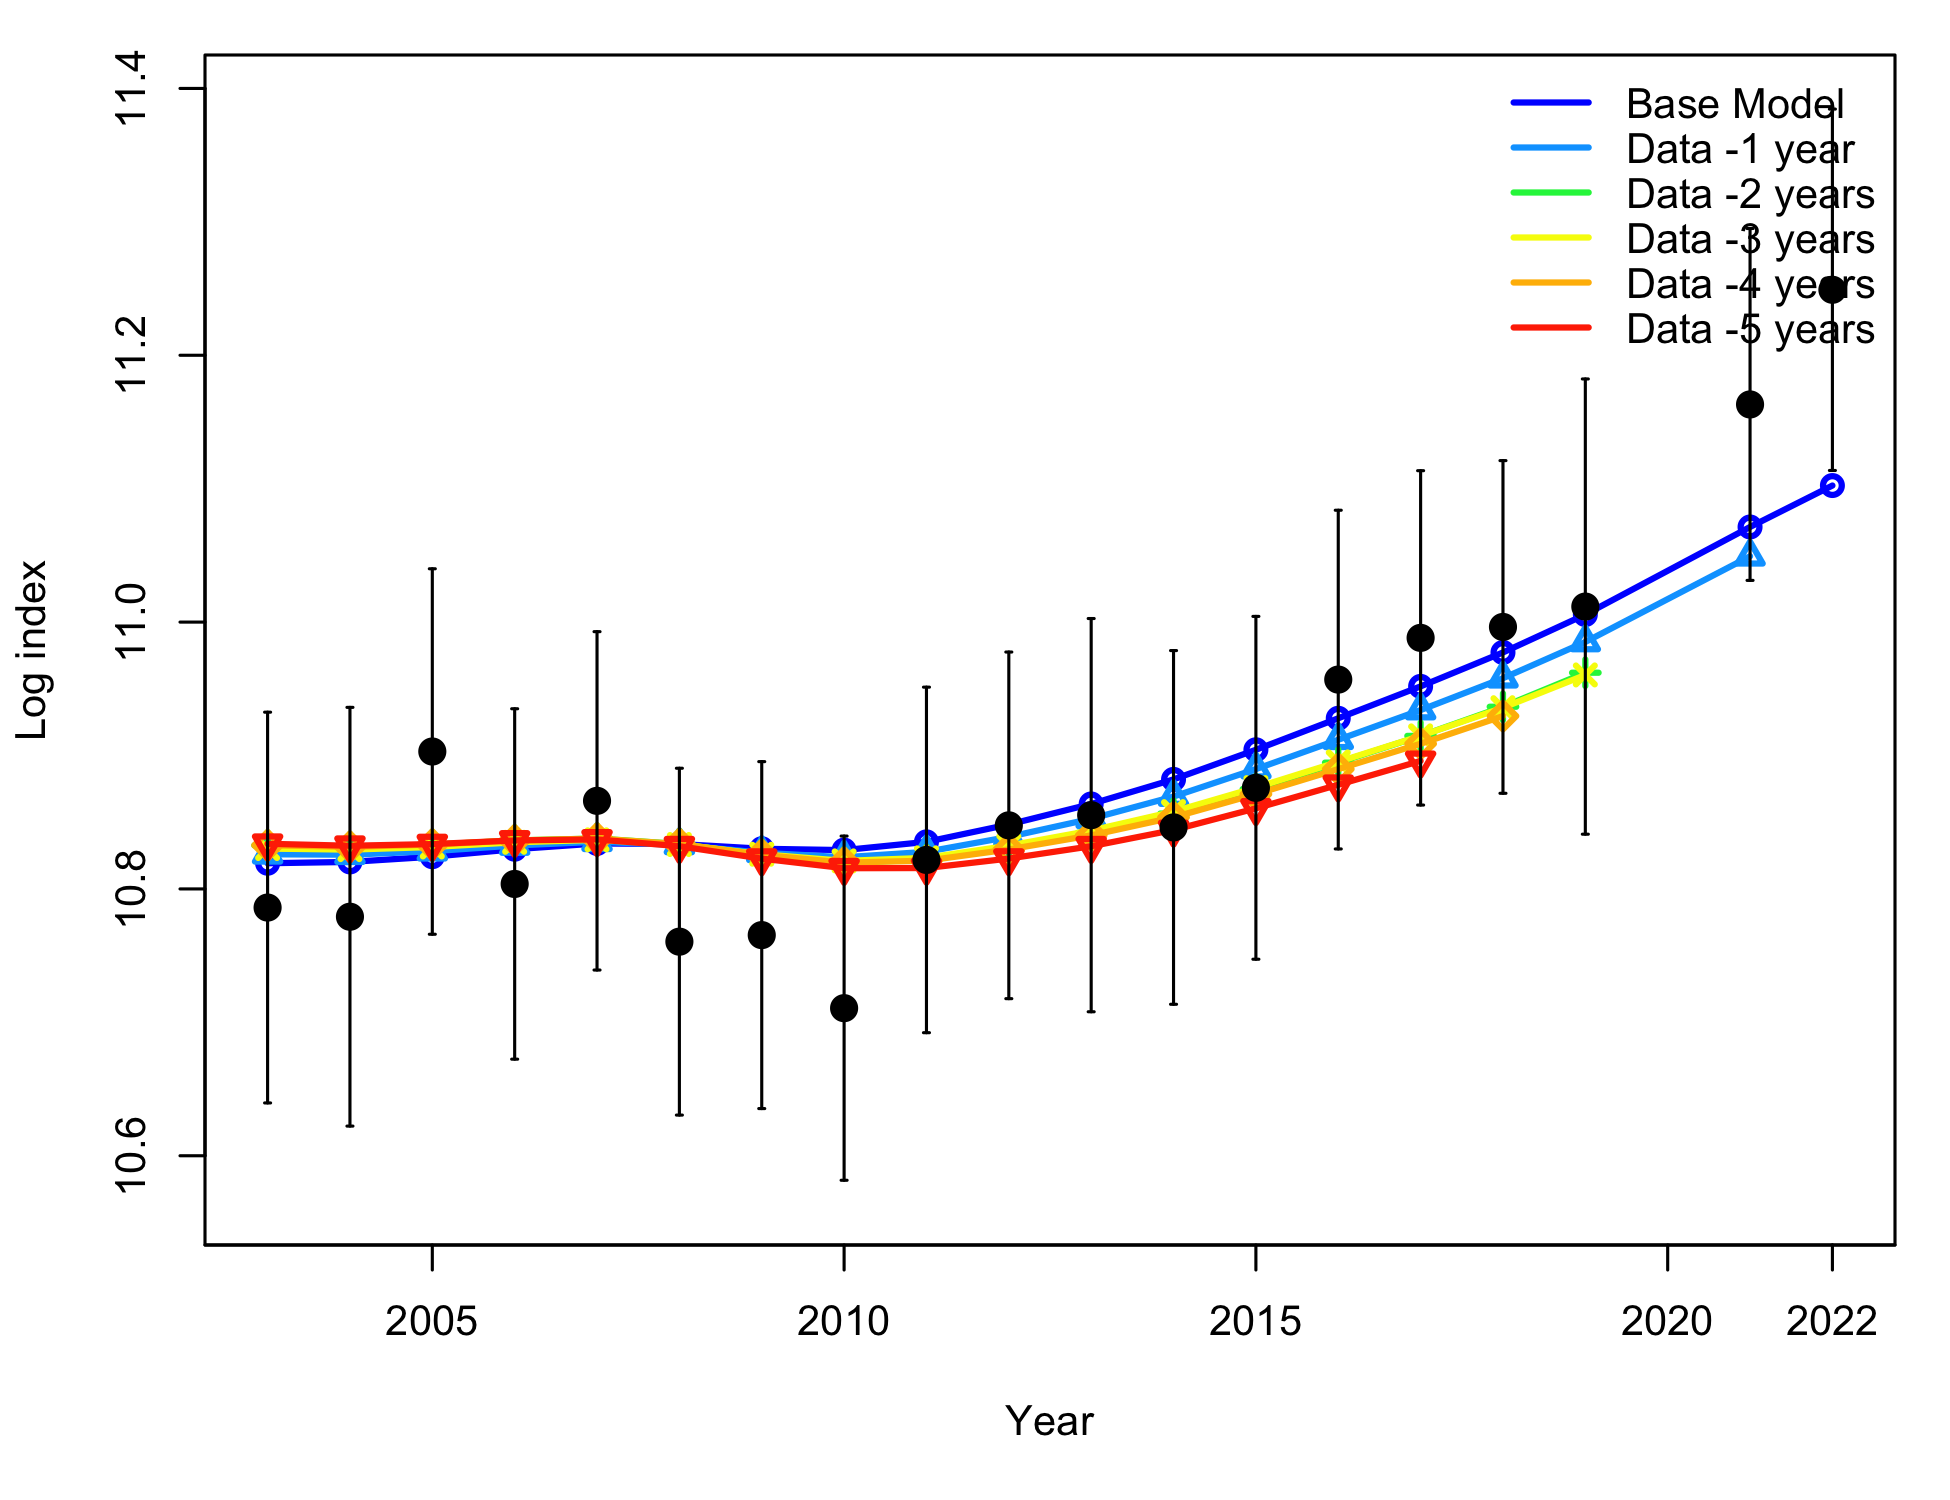 11.4
11.2
11.0
10.8
10.6
Log index
Base Model
Data -1 year
Data -2 years
Data -3 years
Data -4 years
Data -5 years
2005 2010 2015 2020 2022
Year